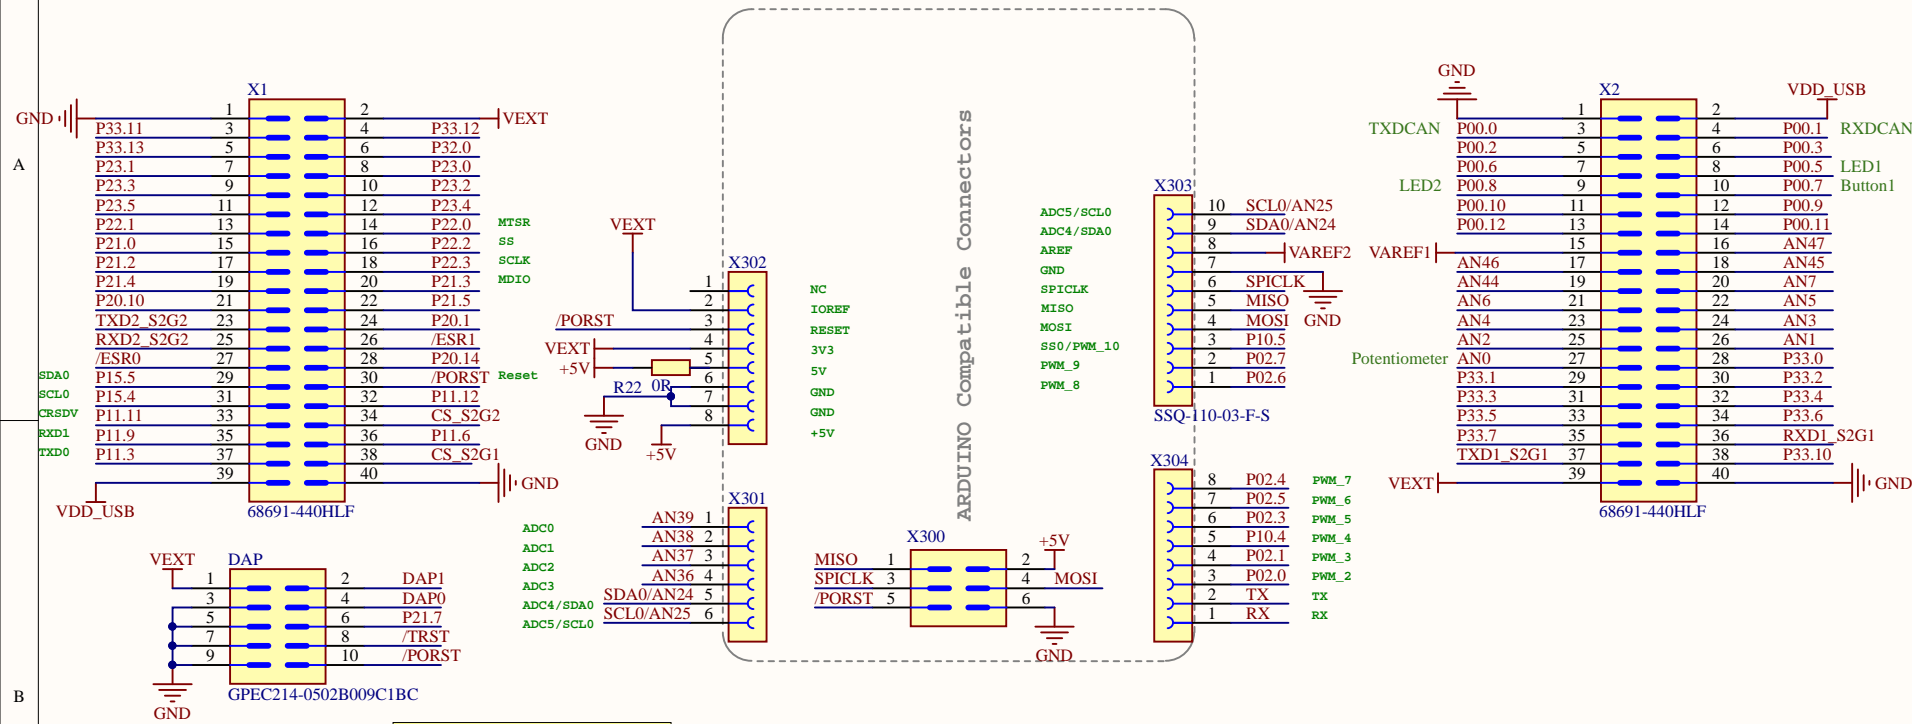 A
B
X1
GND 1 2 VEXT
P33.11 3 4 P33.12
P33.13 5 6 P32.0
P23.1 7 8 P23.0
P23.3 9 10 P23.2
P23.5 11 12 P23.4
P22.1 13 14 P22.0 MTSR
P21.0 15 16 P22.2 SS
P21.2 17 18 P22.3 SCLK
P21.4 19 20 P21.3 MDIO
P20.10 21 22 P21.5
TXD2_S2G2 23 24 P20.1
RXD2_S2G2 25 26 /ESR1
/ESR0 27 28 P20.14
SDA0 P15.5 29 30 /PORST Reset
SCL0 P15.4 31 32 P11.12
CRSDV P11.11 33 34 CS_S2G2
RXD1 P11.9 35 36 P11.6
TXD0 P11.3 37 38 CS_S2G1
39 40 GND
VDD_USB
68691-440HLF
VEXT
DAP
1 2 DAP1
3 4 DAP0
5 6 P21.7
7 8 /TRST
9 10 /PORST
GND
GPEC214-0502B009C1BC
ARDUINO Compatible Connectors
VEXT
X302
1 NC
2 IOREF
/PORST 3 RESET
VEXT 4 3V3
+5V 5 5V
R22 0R
6 GND
7 GND
8 +5V
GND
+5V
X301
ADC0 AN39 1
ADC1 AN38 2
ADC2 AN37 3
ADC3 AN36 4
ADC4/SDA0 SDA0/AN24 5
ADC5/SCL0 SCL0/AN25 6
X300
+5V
MISO 1 2
SPICLK 3 4 MOSI
/PORST 5 6
GND
X303
ADC5/SCL0 10 SCL0/AN25
ADC4/SDA0 9 SDA0/AN24
AREF 8 VAREF2
GND 7
SPICLK 6 SPICLK
MISO 5 MISO
MOSI 4 MOSI
SS0/PWM_10 3 P10.5
PWM_9 2 P02.7
PWM_8 1 P02.6
GND
SSQ-110-03-F-S
X304
8 P02.4 PWM_7
7 P02.5 PWM_6
6 P02.3 PWM_5
5 P10.4 PWM_4
4 P02.1 PWM_3
3 P02.0 PWM_2
2 TX TX
1 RX RX
GND
X2
VDD_USB
1 2
TXDCAN P00.0 3 4 P00.1 RXDCAN
P00.2 5 6 P00.3
P00.6 7 8 P00.5 LED1
LED2 P00.8 9 10 P00.7 Button1
P00.10 11 12 P00.9
P00.12 13 14 P00.11
VAREF1 15 16 AN47
AN46 17 18 AN45
AN44 19 20 AN7
AN6 21 22 AN5
AN4 23 24 AN3
AN2 25 26 AN1
Potentiometer AN0 27 28 P33.0
P33.1 29 30 P33.2
P33.3 31 32 P33.4
P33.5 33 34 P33.6
P33.7 35 36 RXD1_S2G1
TXD1_S2G1 37 38 P33.10
VEXT 39 40 GND
68691-440HLF